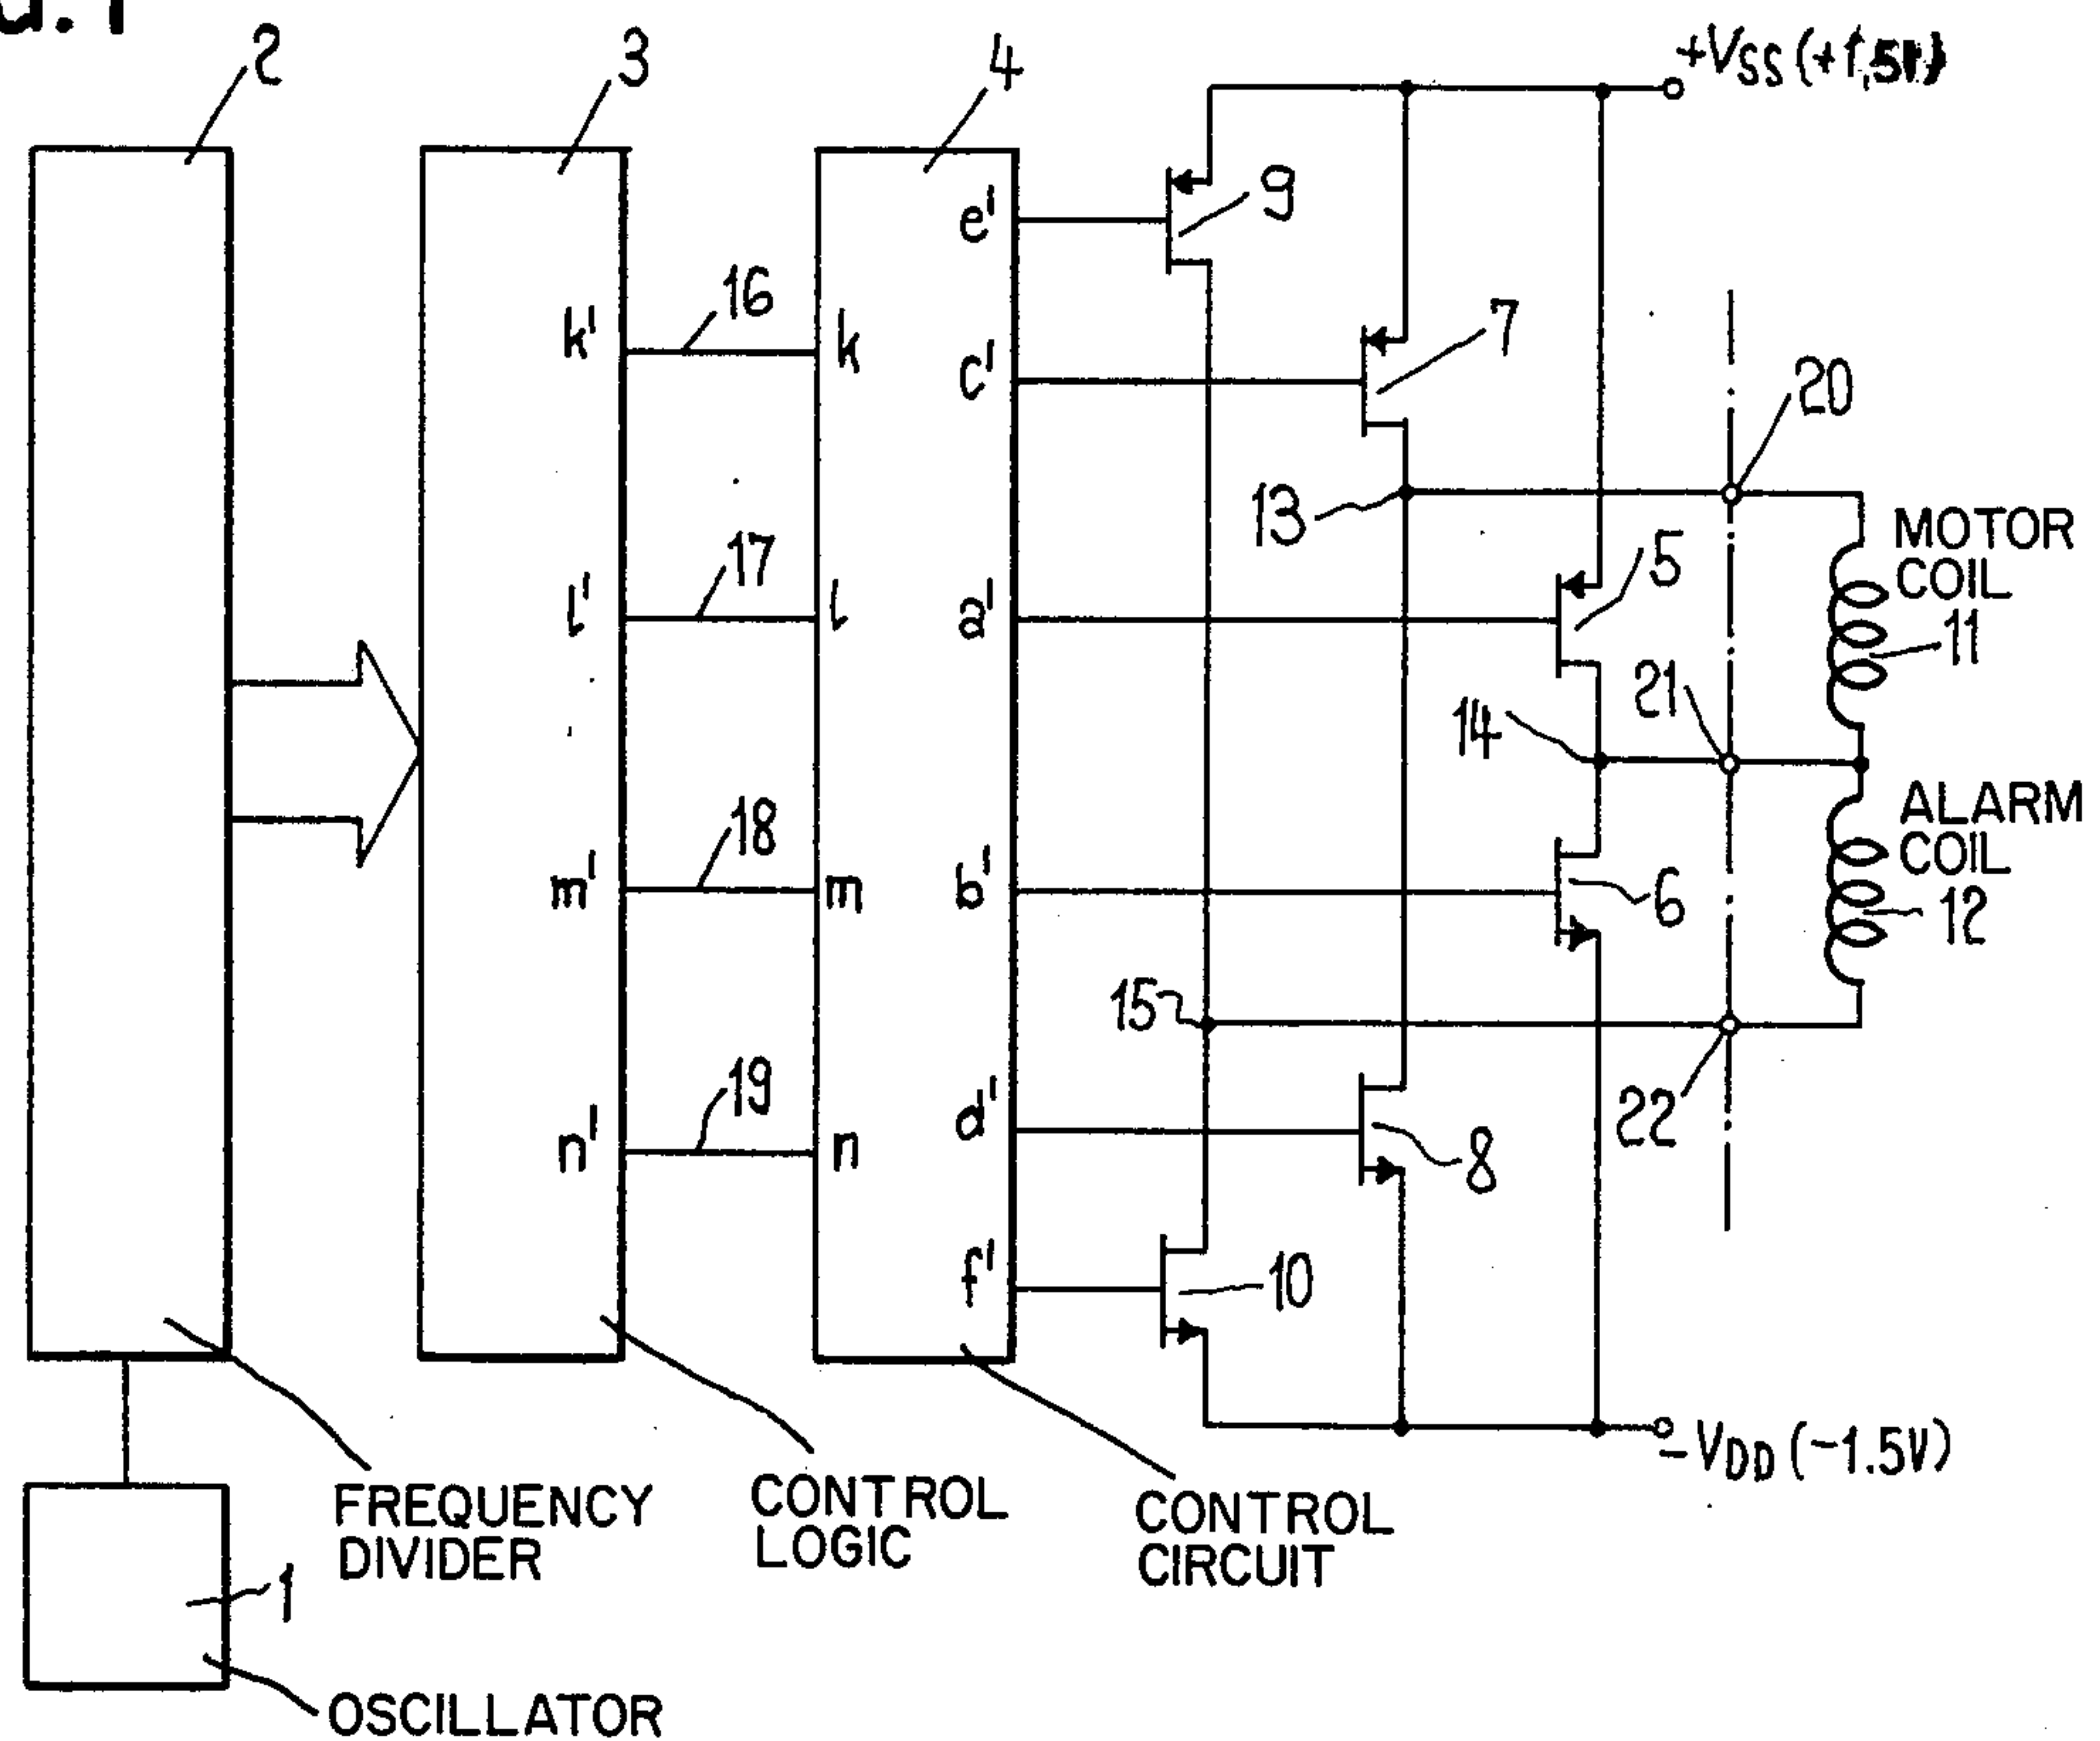 2
3
4
+VSS (+1,5V)
e'
9
k'
16
k
c'
7
20
13
MOTOR
COIL
11
l'
17
l
a'
5
21
14
ALARM
COIL
12
m'
18
m
b'
6
15
n'
19
n
d'
8
22
f'
10
-VDD (-1.5V)
FREQUENCY
DIVIDER
CONTROL
LOGIC
CONTROL
CIRCUIT
1
OSCILLATOR